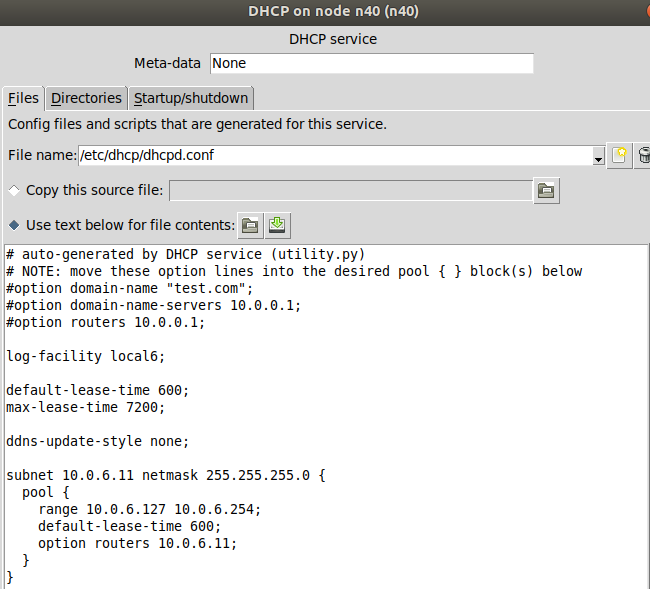 DHCP on node n40 (n40)
DHCP service
Meta-data None
Files Directories Startup/shutdown
Config files and scripts that are generated for this service.
File name: /etc/dhcp/dhcpd.conf
Copy this source file:
Use text below for file contents:
# auto-generated by DHCP service (utility.py)
# NOTE: move these option lines into the desired pool { } block(s) below
#option domain-name "test.com";
#option domain-name-servers 10.0.0.1;
#option routers 10.0.0.1;
log-facility local6;
default-lease-time 600;
max-lease-time 7200;
ddns-update-style none;
subnet 10.0.6.11 netmask 255.255.255.0 {
  pool {
    range 10.0.6.127 10.0.6.254;
    default-lease-time 600;
    option routers 10.0.6.11;
  }
}